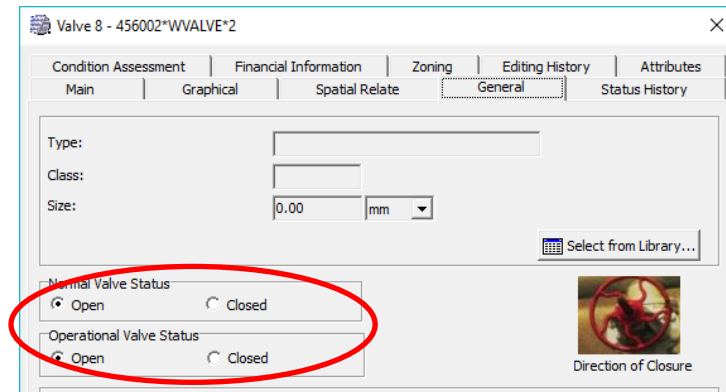 Valve 8 - 456002*WVALVE*2
Condition Assessment Financial Information Zoning Editing History Attributes
Main Graphical Spatial Relate General Status History
Type:
Class:
Size: 0.00 mm
Select from Library...
Normal Valve Status
Open Closed
Operational Valve Status
Open Closed
Direction of Closure